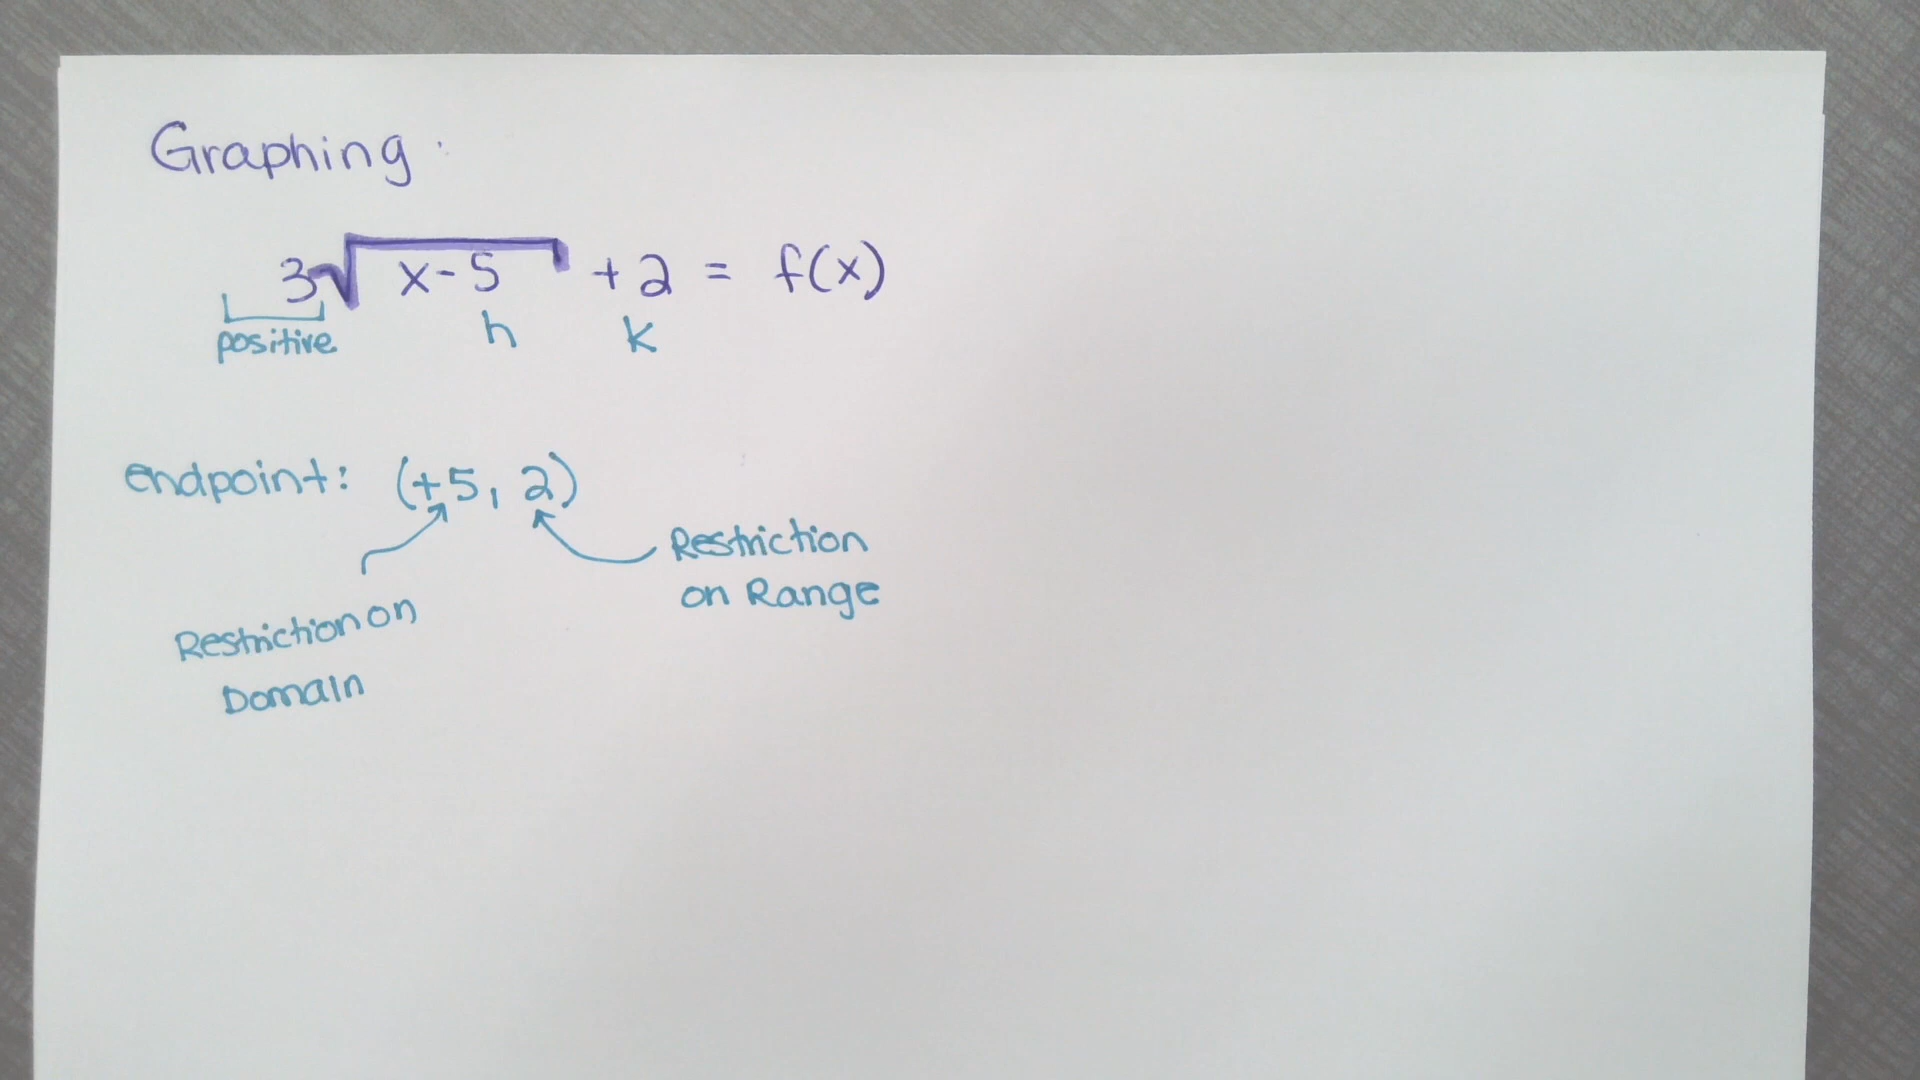 Graphing:
3√x-5 +2 = f(x)
positive h k
endpoint: (+5, 2)
Restriction
on Range
Restriction on
Domain